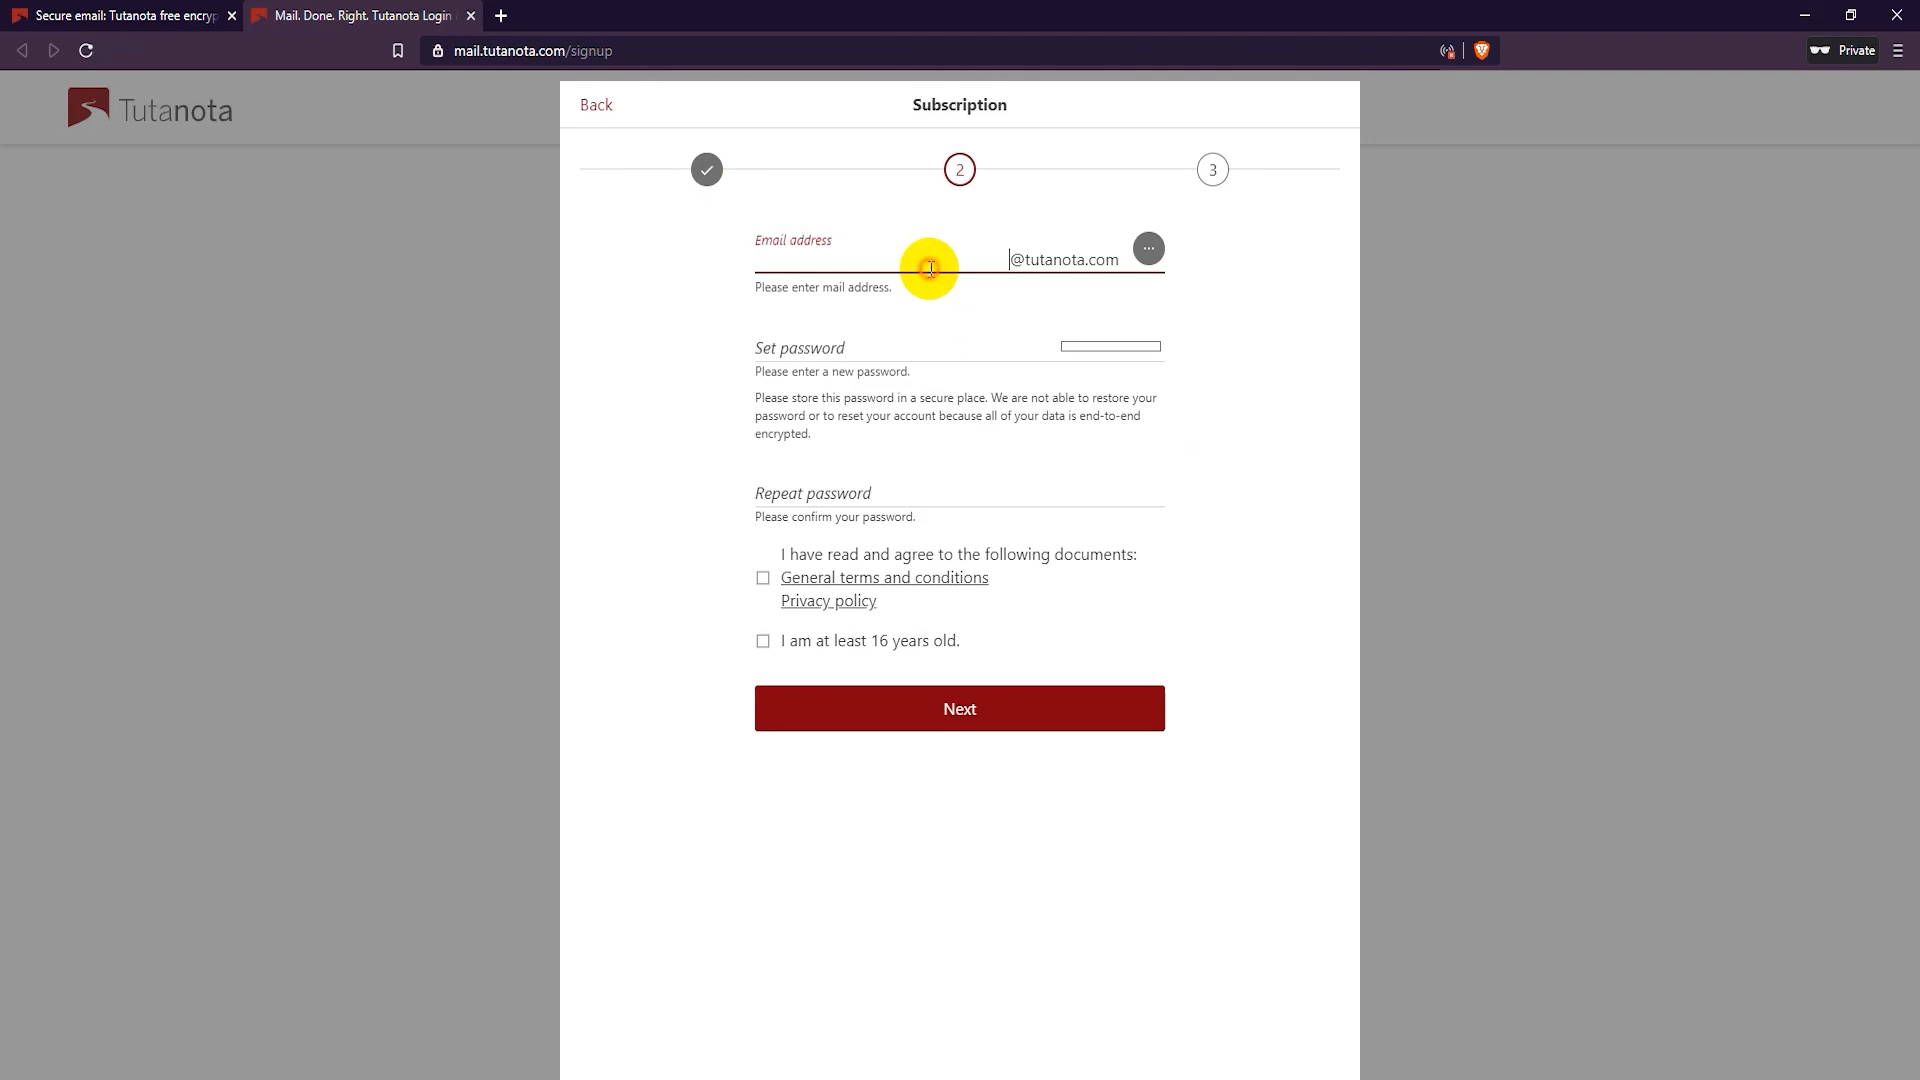 Secure email: Tutanota free encryp
Mail. Done. Right. Tutanota Login
mail.tutanota.com/signup
Private
Tutanota
Back
Subscription
2
3
Email address
@tutanota.com
Please enter mail address.
Set password
Please enter a new password.
Please store this password in a secure place. We are not able to restore your
password or to reset your account because all of your data is end-to-end
encrypted.
Repeat password
Please confirm your password.
I have read and agree to the following documents:
General terms and conditions
Privacy policy
I am at least 16 years old.
Next